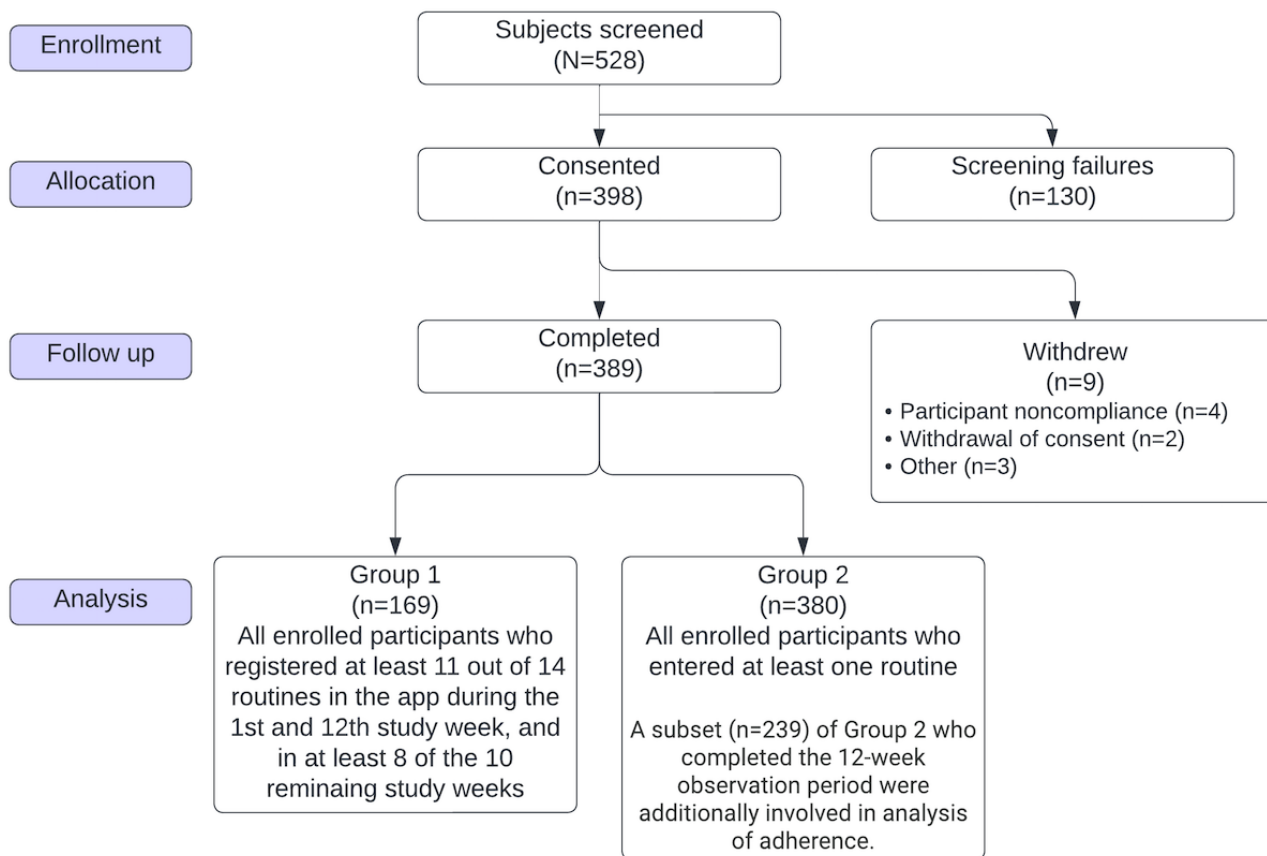 Enrollment
Subjects screened
(N=528)
Allocation
Consented
(n=398)
Screening failures
(n=130)
Follow up
Completed
(n=389)
Withdrew
(n=9)
• Participant noncompliance (n=4)
• Withdrawal of consent (n=2)
• Other (n=3)
Analysis
Group 1
(n=169)
All enrolled participants who
registered at least 11 out of 14
routines in the app during the
1st and 12th study week, and
in at least 8 of the 10
reminaing study weeks
Group 2
(n=380)
All enrolled participants who
entered at least one routine
A subset (n=239) of Group 2 who
completed the 12-week
observation period were
additionally involved in analysis
of adherence.